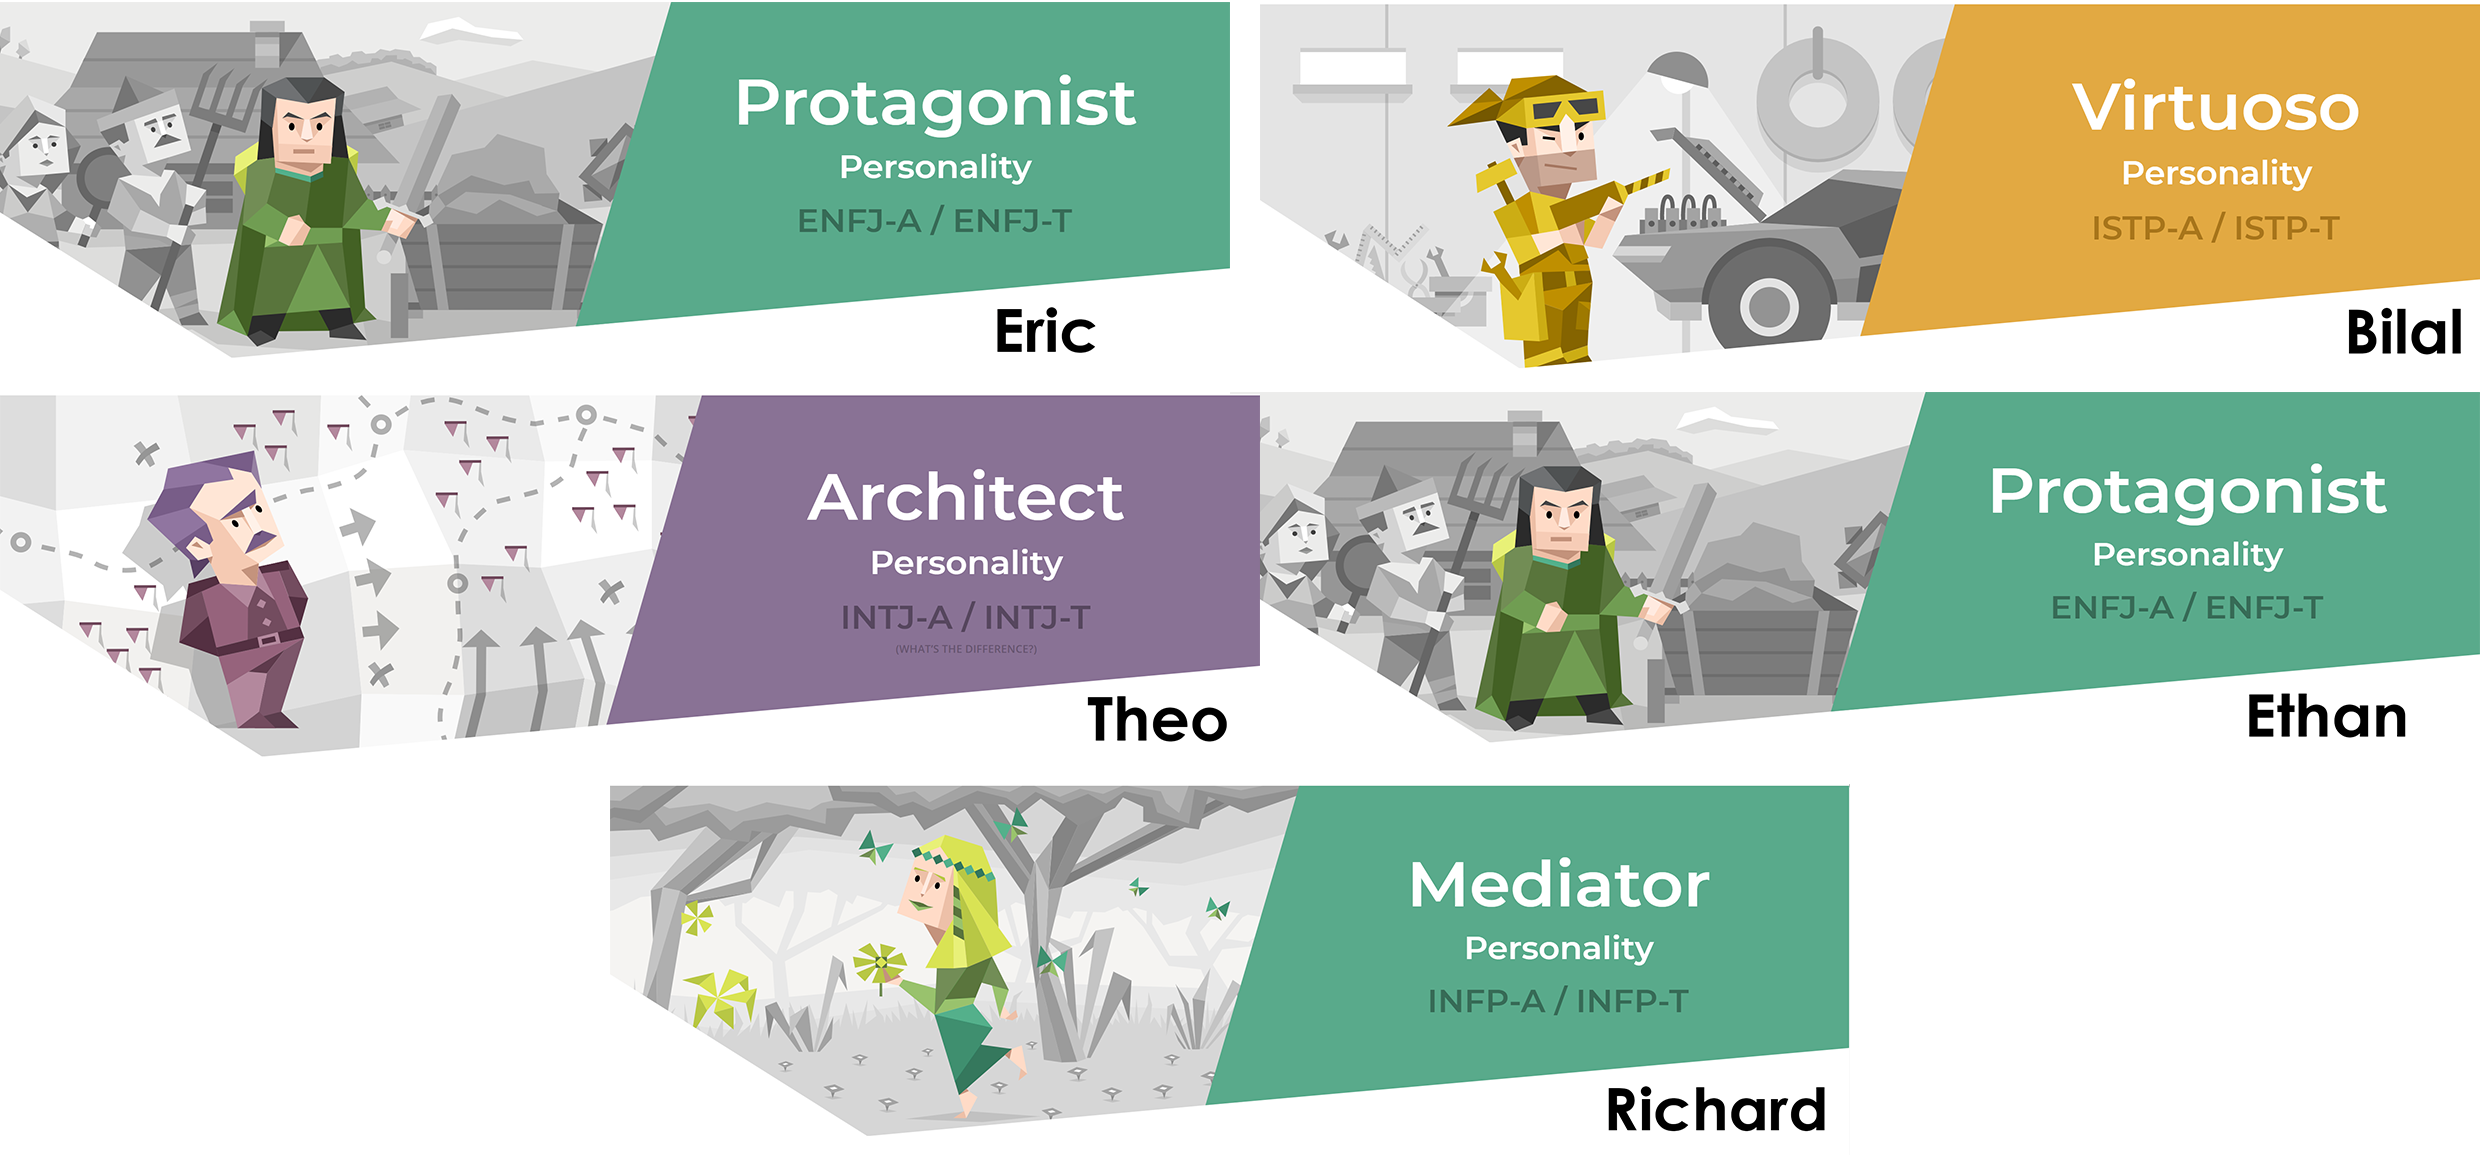 Protagonist
Personality
ENFJ-A / ENFJ-T
Eric
Virtuoso
Personality
ISTP-A / ISTP-T
Bilal
Architect
Personality
INTJ-A / INTJ-T
(WHAT'S THE DIFFERENCE?)
Theo
Protagonist
Personality
ENFJ-A / ENFJ-T
Ethan
Mediator
Personality
INFP-A / INFP-T
Richard